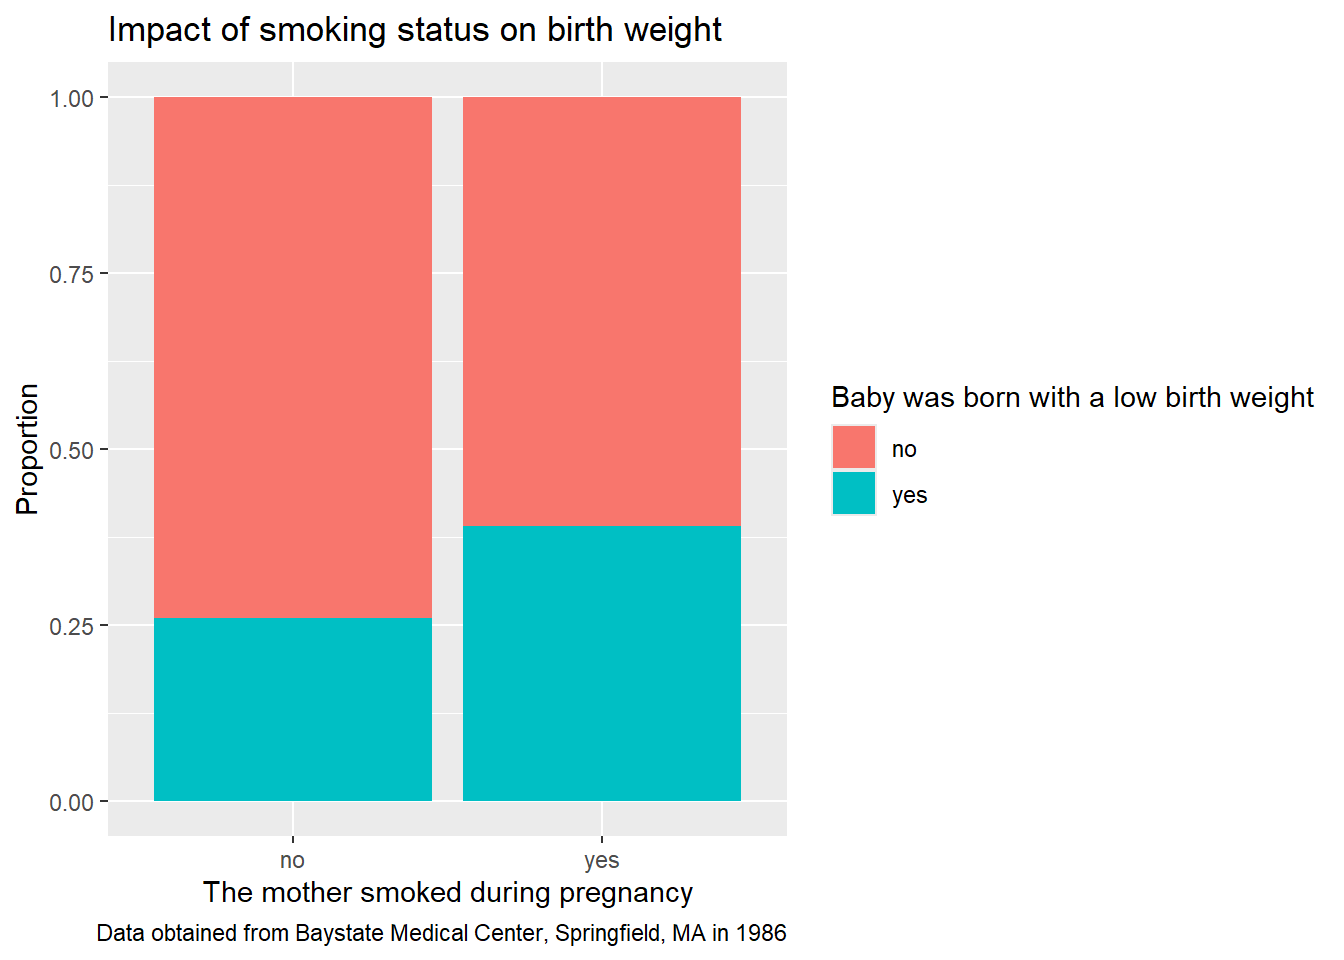 Impact of smoking status on birth weight
1.00
0.75
0.50
0.25
0.00
Proportion
no
yes
The mother smoked during pregnancy
Data obtained from Baystate Medical Center, Springfield, MA in 1986
Baby was born with a low birth weight
no
yes